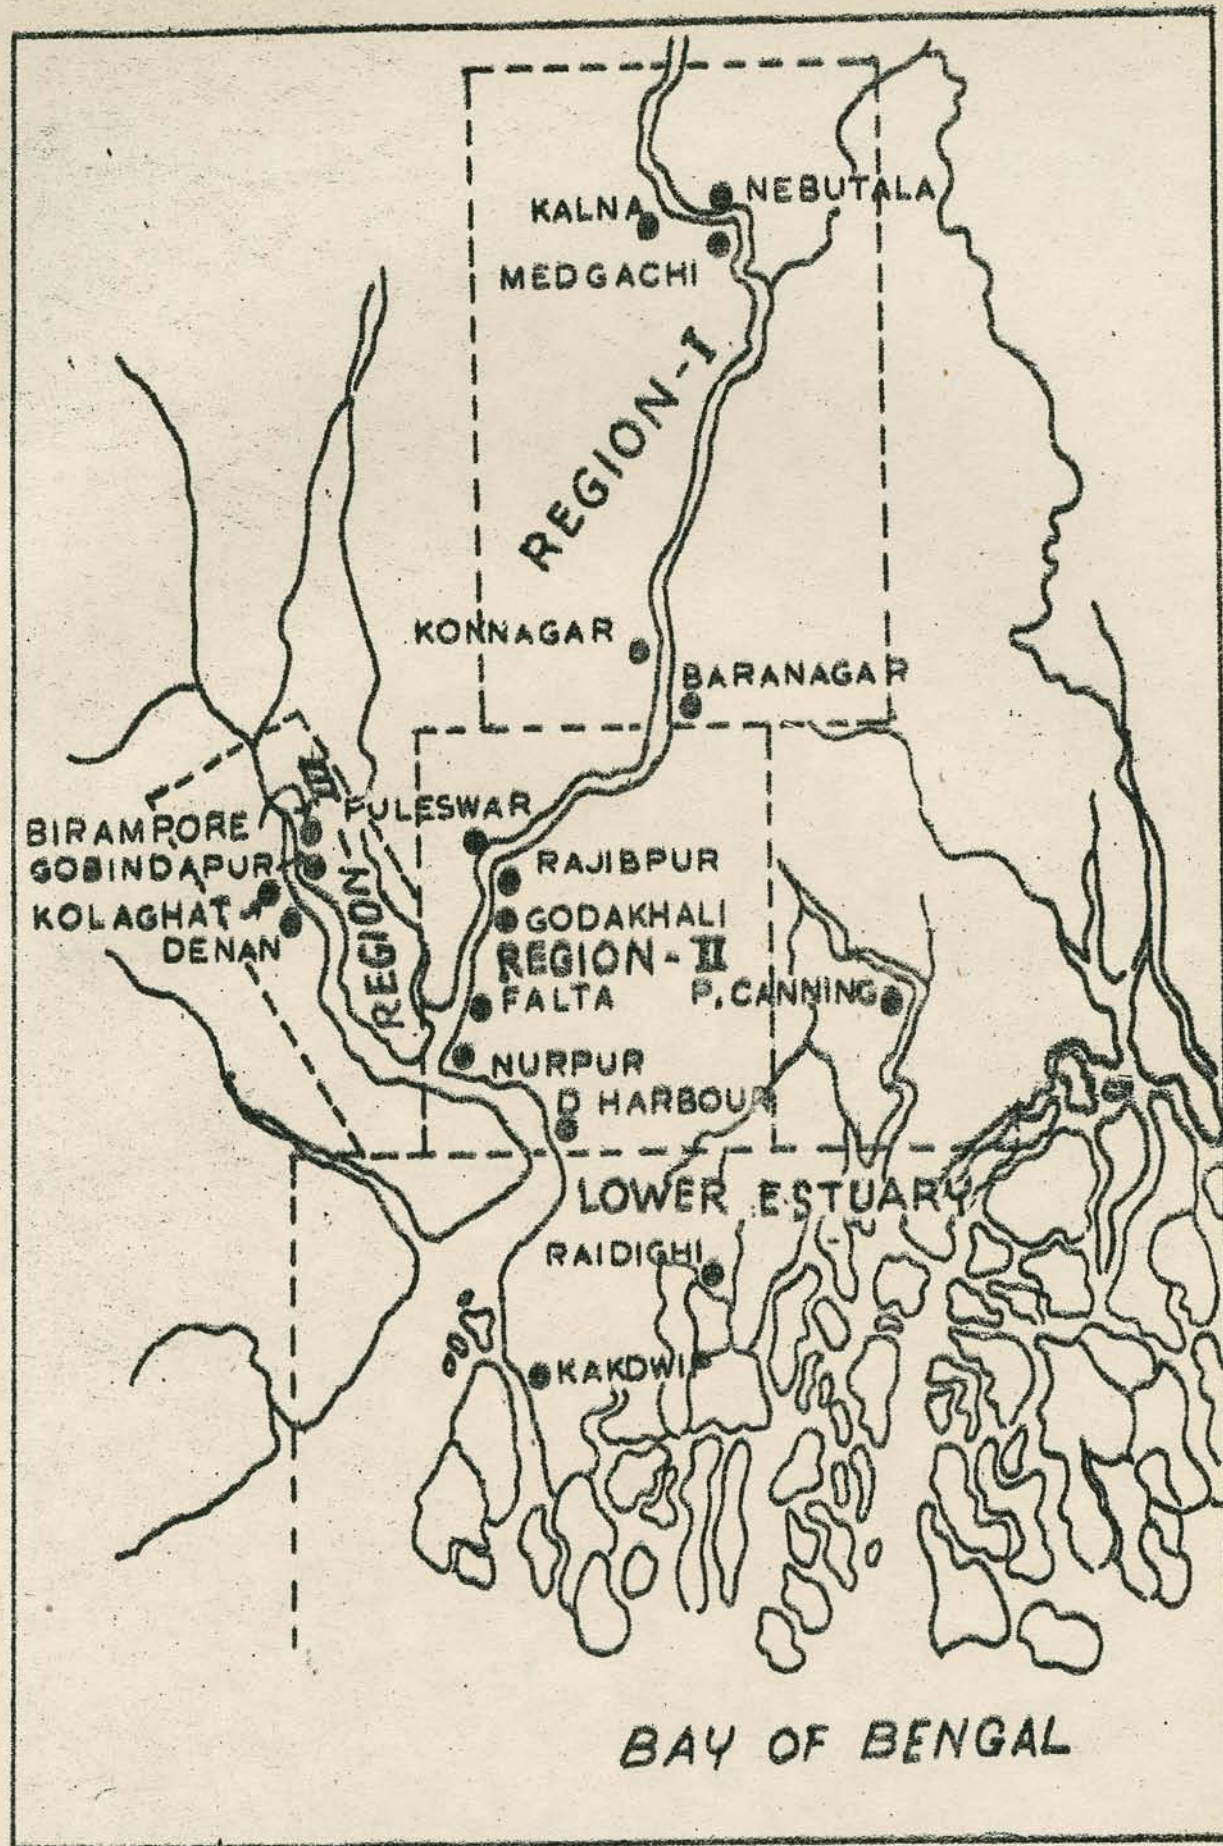 NEBUTALA
KALNA
MEDGACHI
REGION-I
KONNAGAR
BARANAGAR
FULESWAR
BIRAMPORE
RAJIBPUR
GOBINDAPUR
KOLAGHAT
GODAKHALI
DENAN
REGION III
REGION-II
FALTA
P. CANNING
NURPUR
D HARBOUR
LOWER ESTUARY
RAIDIGHI
KAKDWIP
BAY OF BENGAL